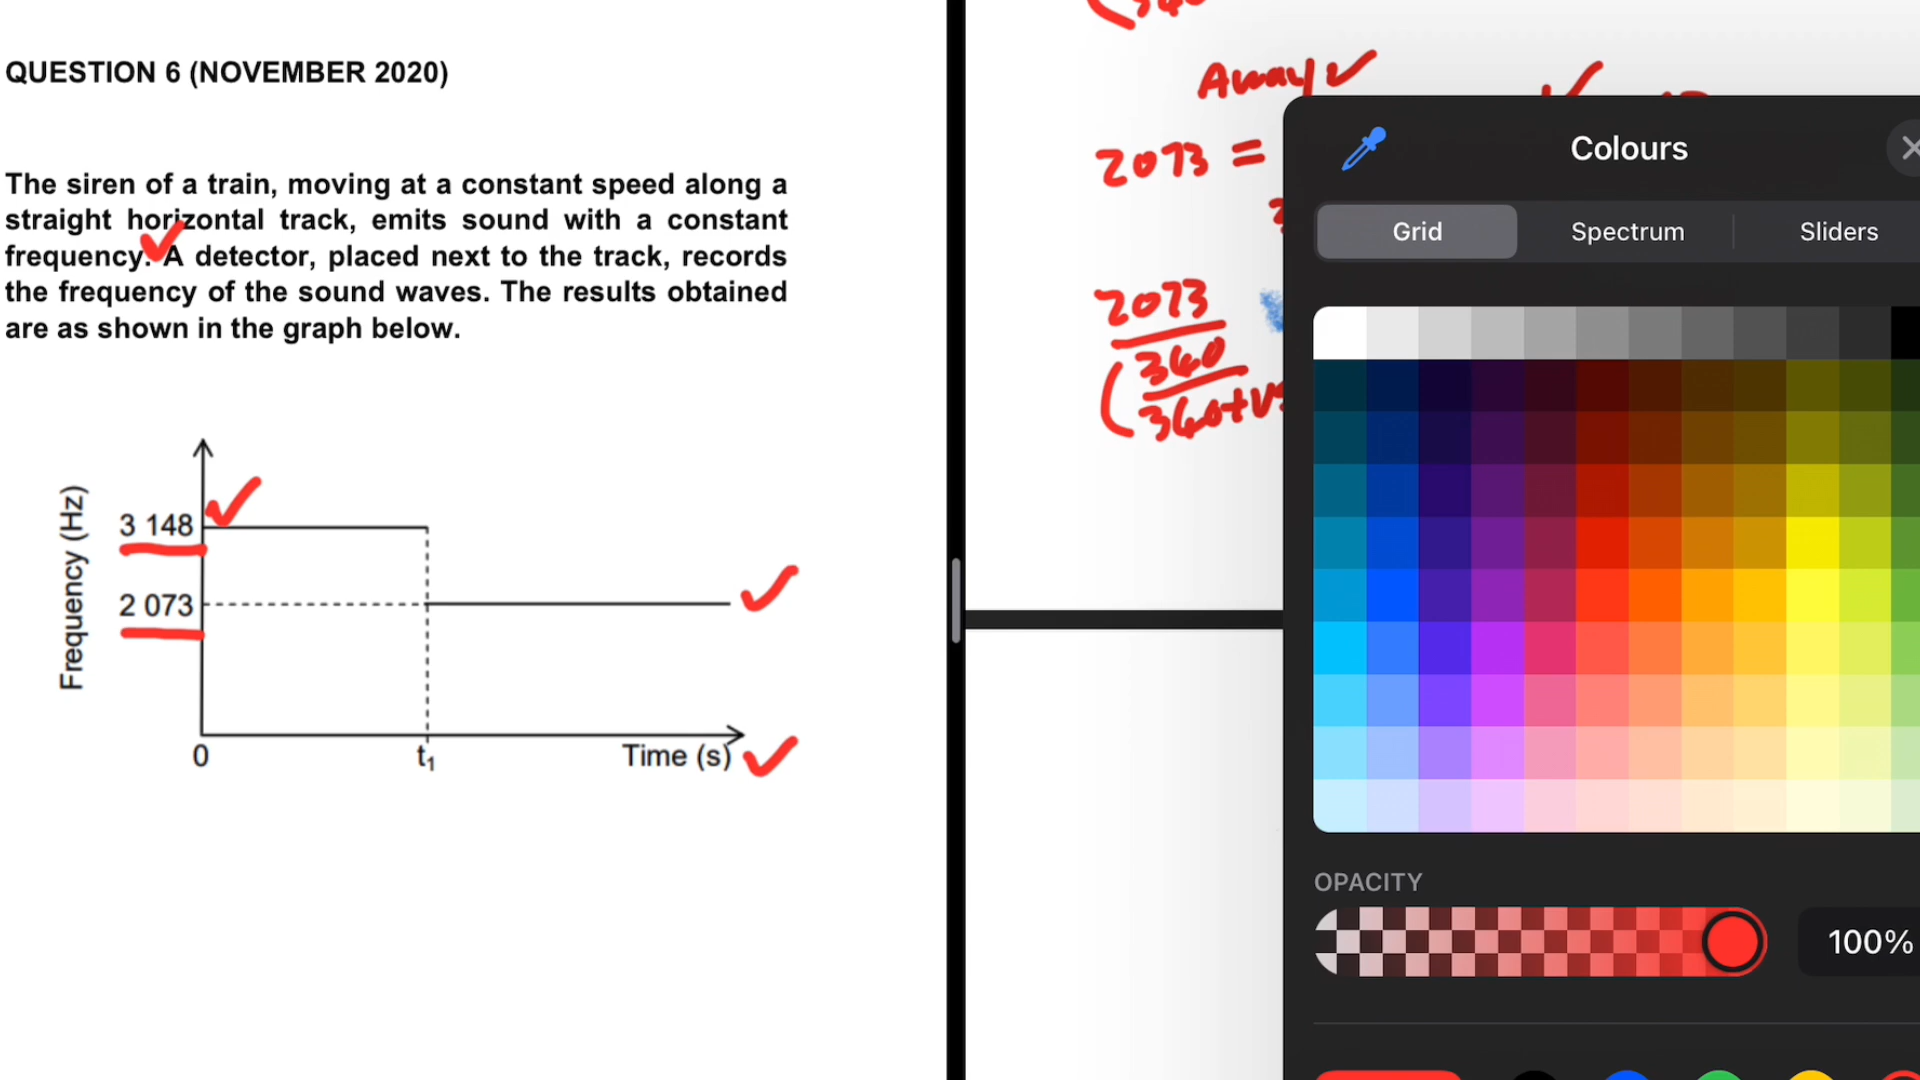 QUESTION 6 (NOVEMBER 2020)
The siren of a train, moving at a constant speed along a
straight horizontal track, emits sound with a constant
frequency. A detector, placed next to the track, records
the frequency of the sound waves. The results obtained
are as shown in the graph below.
Frequency (Hz)
3 148
2 073
0
t₁
Time (s)
Away
2073 =
2073
(360
360+Vs
Colours
Grid
Spectrum
Sliders
OPACITY
100%